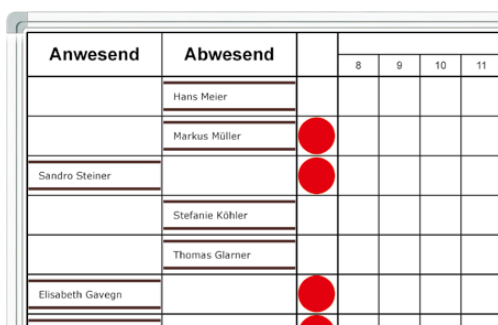 Anwesend Abwesend
8 9 10 11
Hans Meier
Markus Müller
Sandro Steiner
Stefanie Köhler
Thomas Glarner
Elisabeth Gavegn